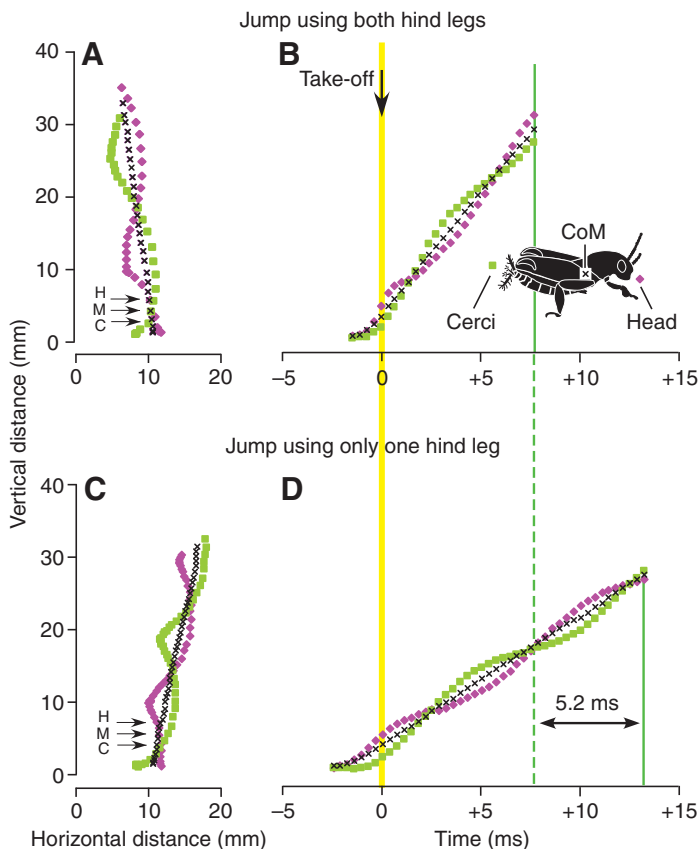 Jump using both hind legs
A
B
Take-off
40
30
20
10
0
H
M
C
CoM
Cerci
Head
0
10
20
–5
0
+5
+10
+15
Vertical distance (mm)
Jump using only one hind leg
C
D
40
30
20
10
0
H
M
C
5.2 ms
0
10
20
–5
0
+5
+10
+15
Horizontal distance (mm)
Time (ms)